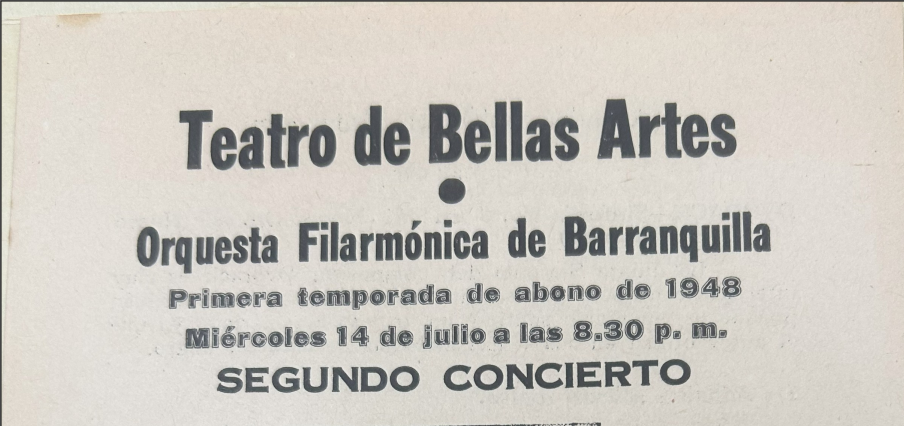 Teatro de Bellas Artes
Orquesta Filarmónica de Barranquilla
Primera temporada de abono de 1948
Miércoles 14 de julio a las 8.30 p. m.
SEGUNDO CONCIERTO